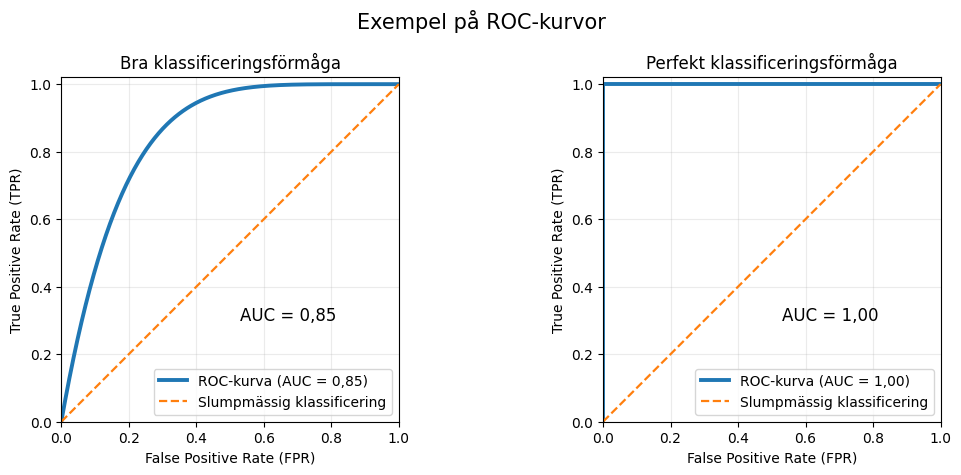 Exempel på ROC-kurvor
Bra klassificeringsförmåga
True Positive Rate (TPR)
1.0
0.8
0.6
0.4
0.2
0.0
AUC = 0,85
ROC-kurva (AUC = 0,85)
Slumpmässig klassificering
0.0 0.2 0.4 0.6 0.8 1.0
False Positive Rate (FPR)
Perfekt klassificeringsförmåga
True Positive Rate (TPR)
1.0
0.8
0.6
0.4
0.2
0.0
AUC = 1,00
ROC-kurva (AUC = 1,00)
Slumpmässig klassificering
0.0 0.2 0.4 0.6 0.8 1.0
False Positive Rate (FPR)